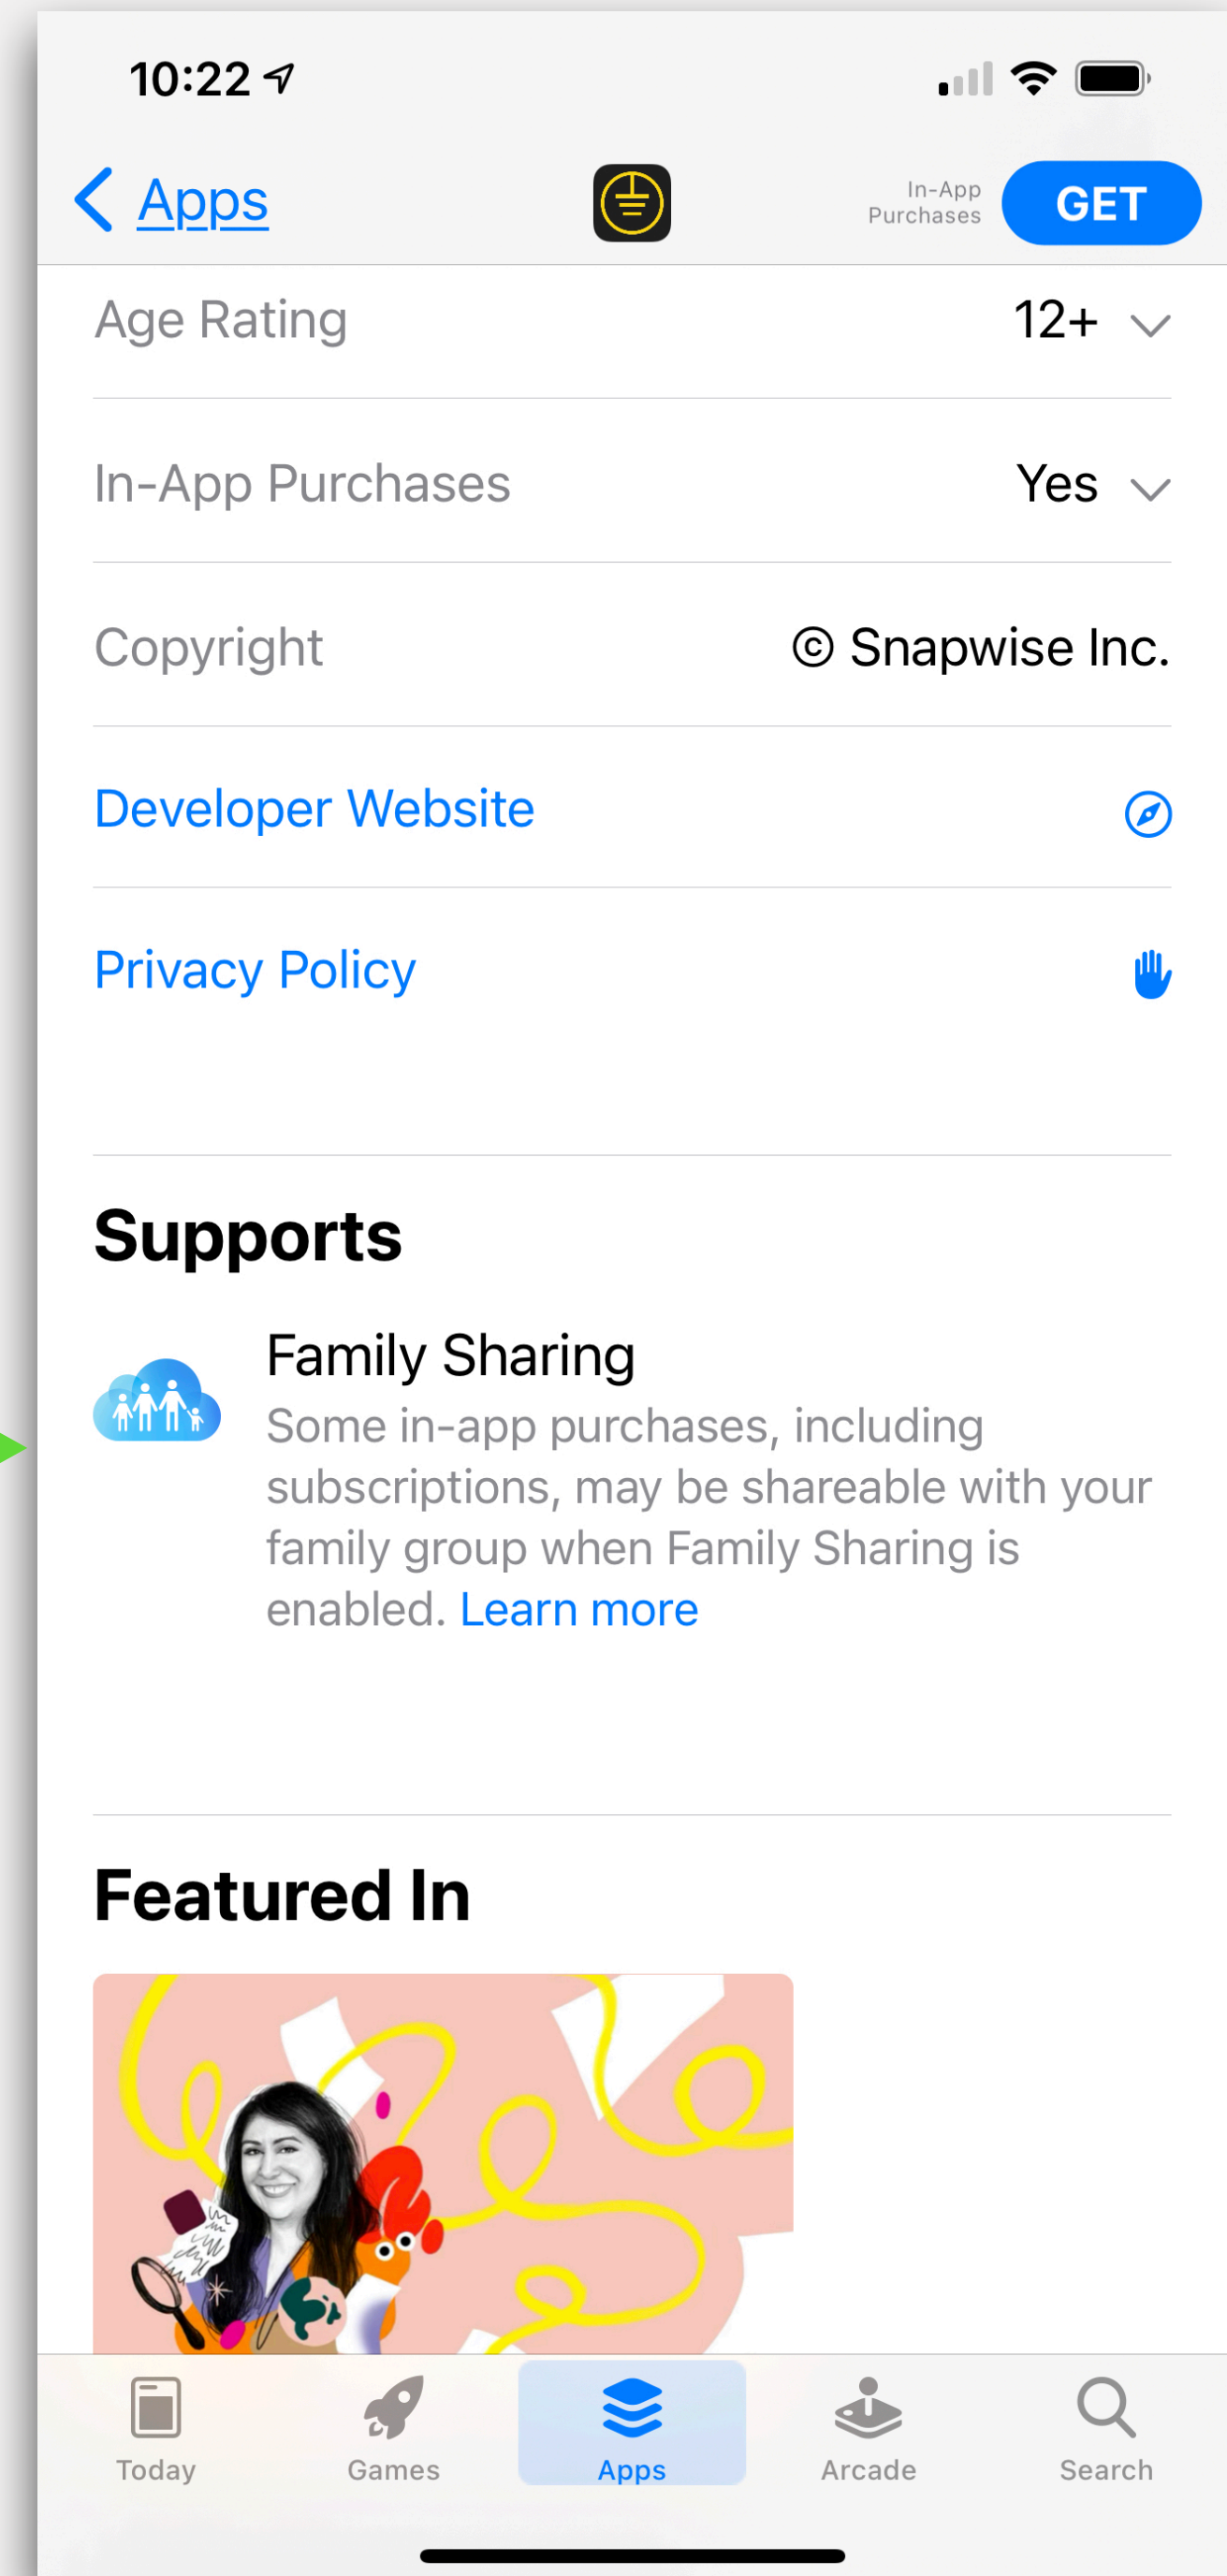 10:22
Apps
In-App
Purchases
GET
Age Rating
12+
In-App Purchases
Yes
Copyright
© Snapwise Inc.
Developer Website
Privacy Policy
Supports
Family Sharing
Some in-app purchases, including
subscriptions, may be shareable with your
family group when Family Sharing is
enabled. Learn more
Featured In
Today
Games
Apps
Arcade
Search